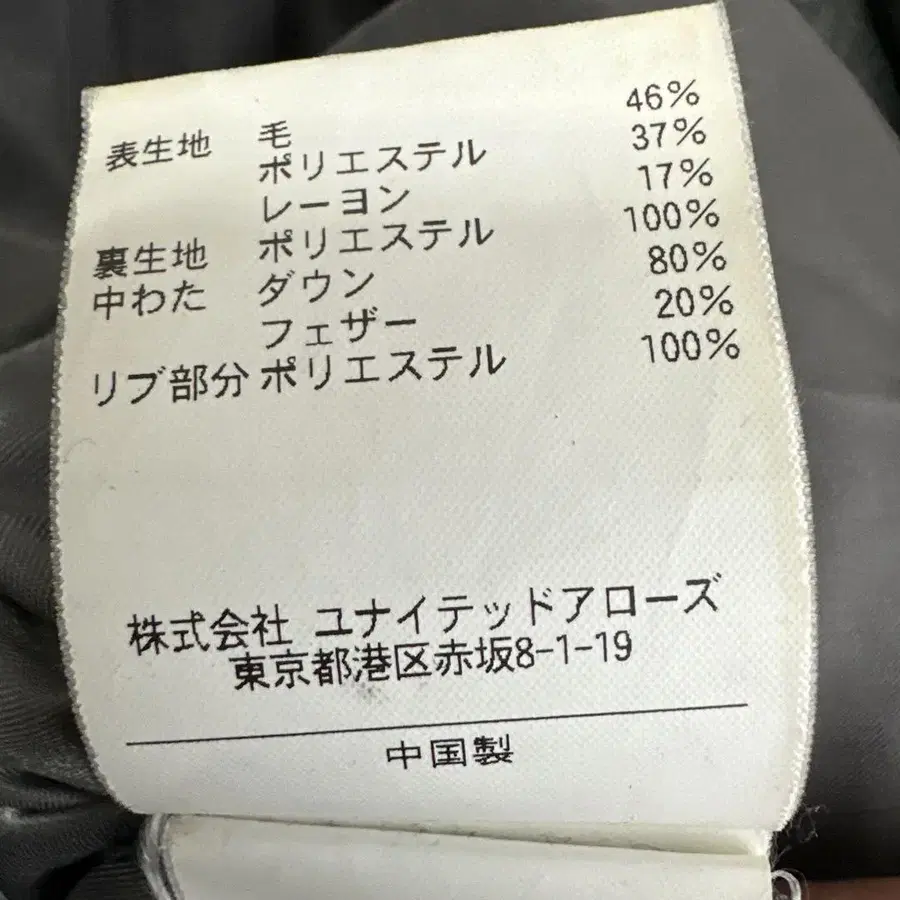 表生地 毛 46%
ポリエステル 37%
レーヨン 17%
裏生地 ポリエステル 100%
中わた ダウン 80%
フェザー 20%
リブ部分 ポリエステル 100%
株式会社 ユナイテッドアローズ
東京都港区赤坂8-1-19
中国製